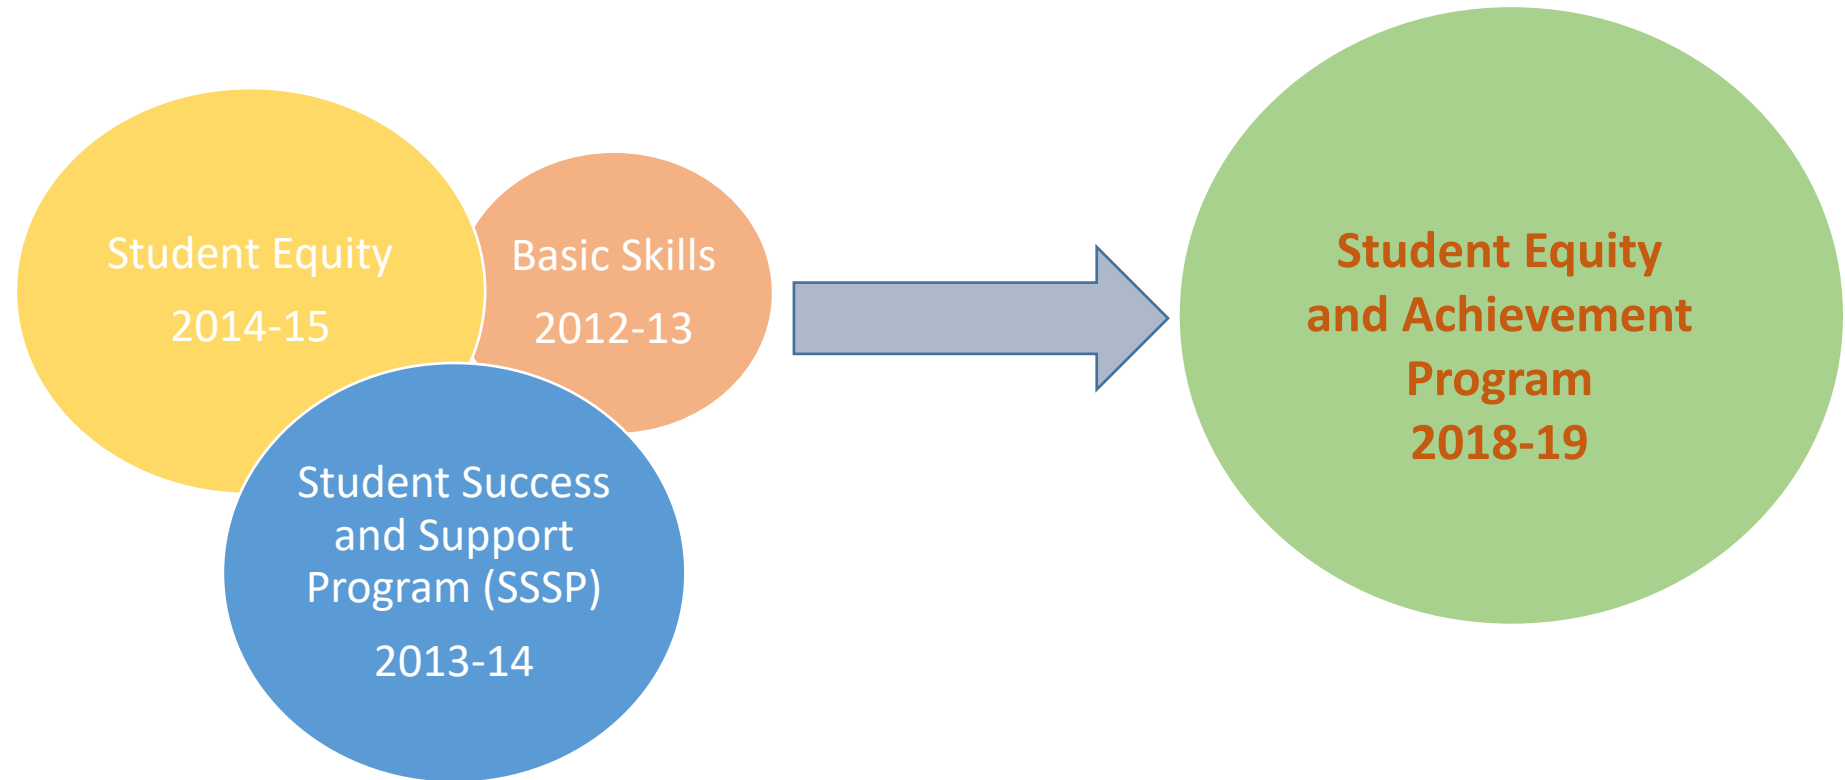 Student Equity
2014-15
Basic Skills
2012-13
Student Success
and Support
Program (SSSP)
2013-14
Student Equity
and Achievement
Program
2018-19